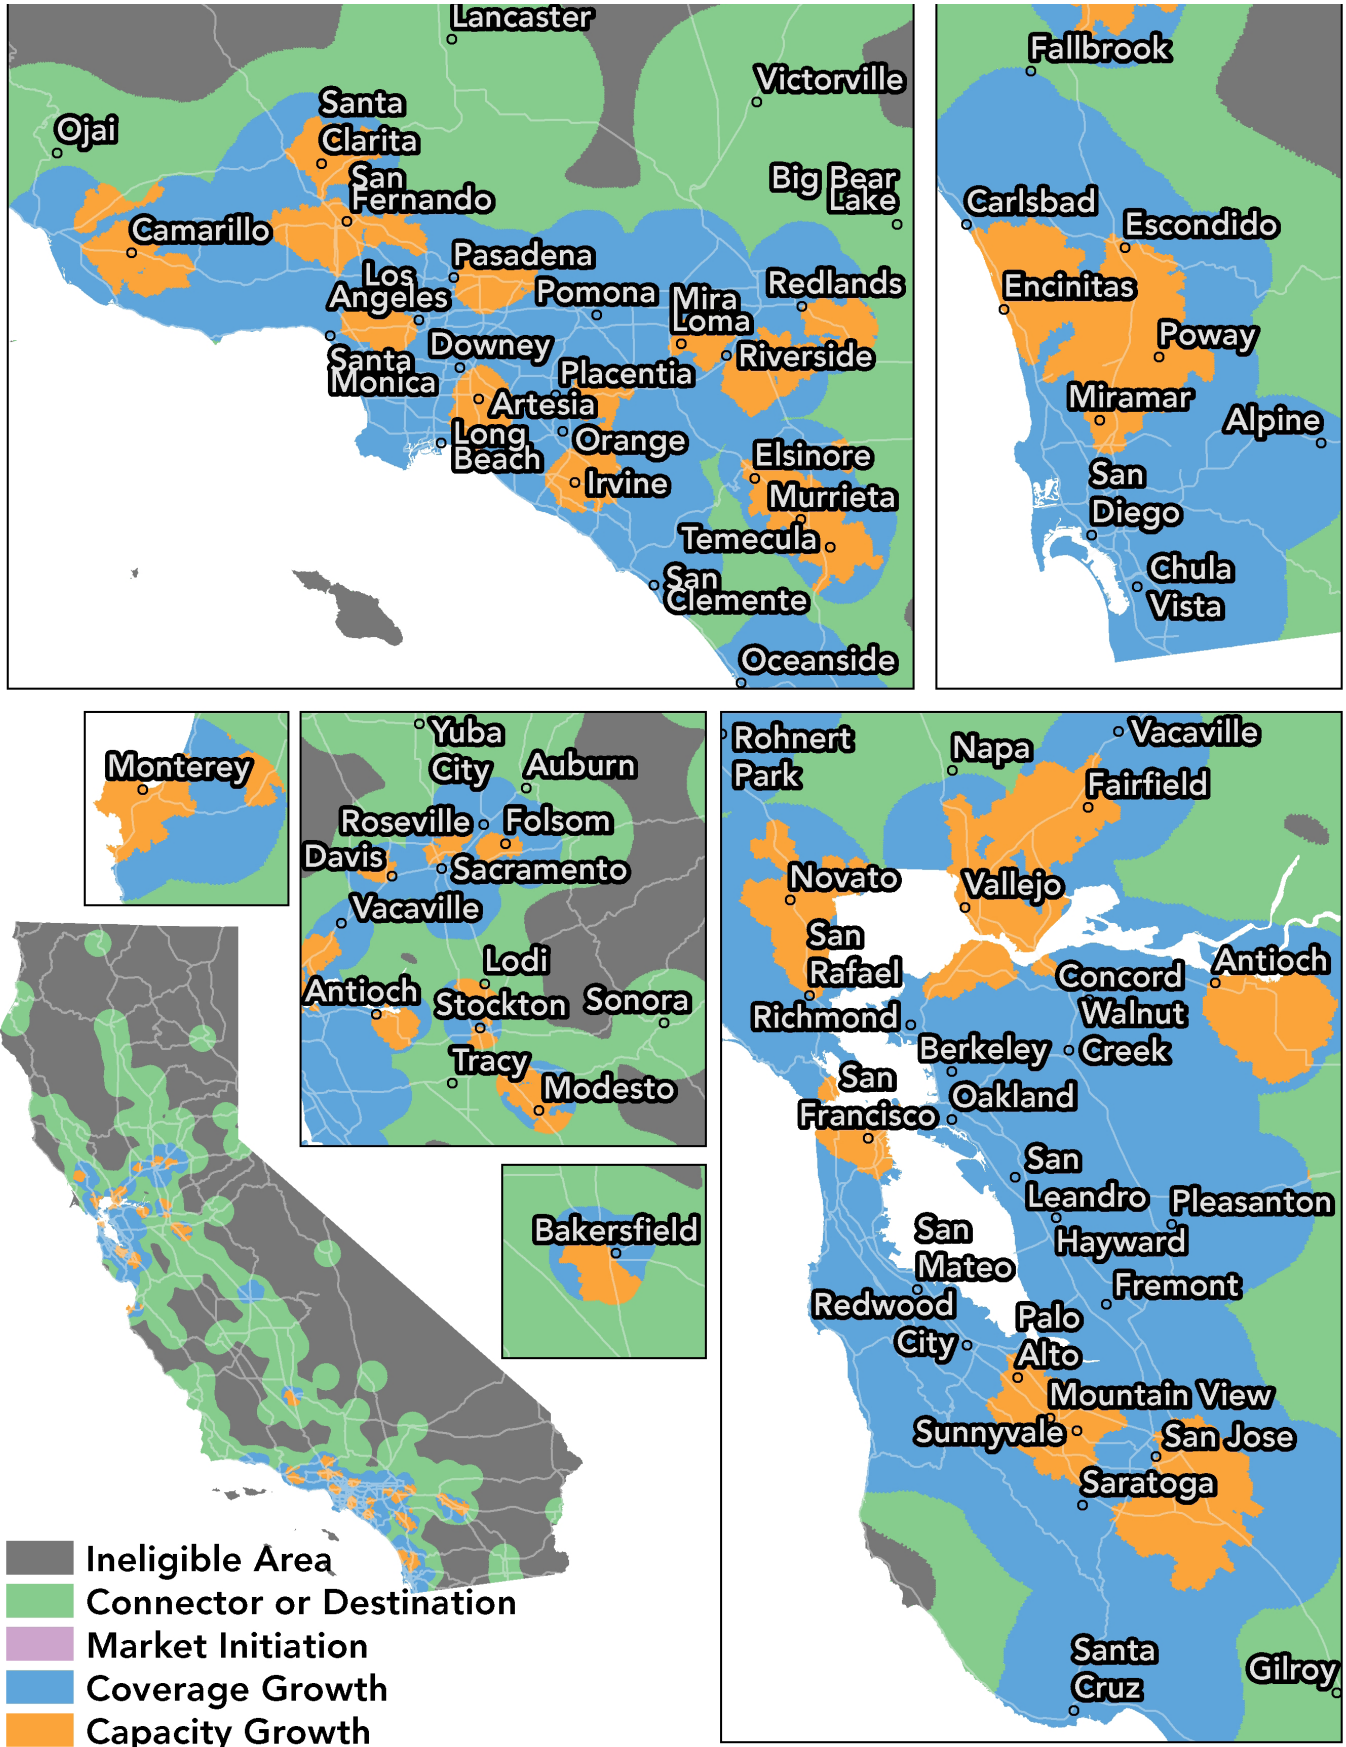 Lancaster
Victorville
Ojai
Santa
Clarita
San
Fernando
Big Bear
Lake
Camarillo
Pasadena
Los
Angeles
Pomona
Mira
Loma
Redlands
Santa
Monica
Downey
Placentia
Riverside
Artesia
Long
Beach
Orange
Irvine
Elsinore
Murrieta
Temecula
San
Clemente
Oceanside
Fallbrook
Carlsbad
Escondido
Encinitas
Poway
Miramar
Alpine
San
Diego
Chula
Vista
Monterey
Yuba
City
Auburn
Roseville
Folsom
Davis
Sacramento
Vacaville
Lodi
Antioch
Stockton
Sonora
Tracy
Modesto
Bakersfield
Rohnert
Park
Napa
Vacaville
Fairfield
Novato
Vallejo
San
Rafael
Concord
Antioch
Richmond
Walnut
Creek
Berkeley
San
Francisco
Oakland
San
Leandro
Pleasanton
Hayward
San
Mateo
Fremont
Redwood
City
Palo
Alto
Mountain View
Sunnyvale
San Jose
Saratoga
Santa
Cruz
Gilroy
Ineligible Area
Connector or Destination
Market Initiation
Coverage Growth
Capacity Growth